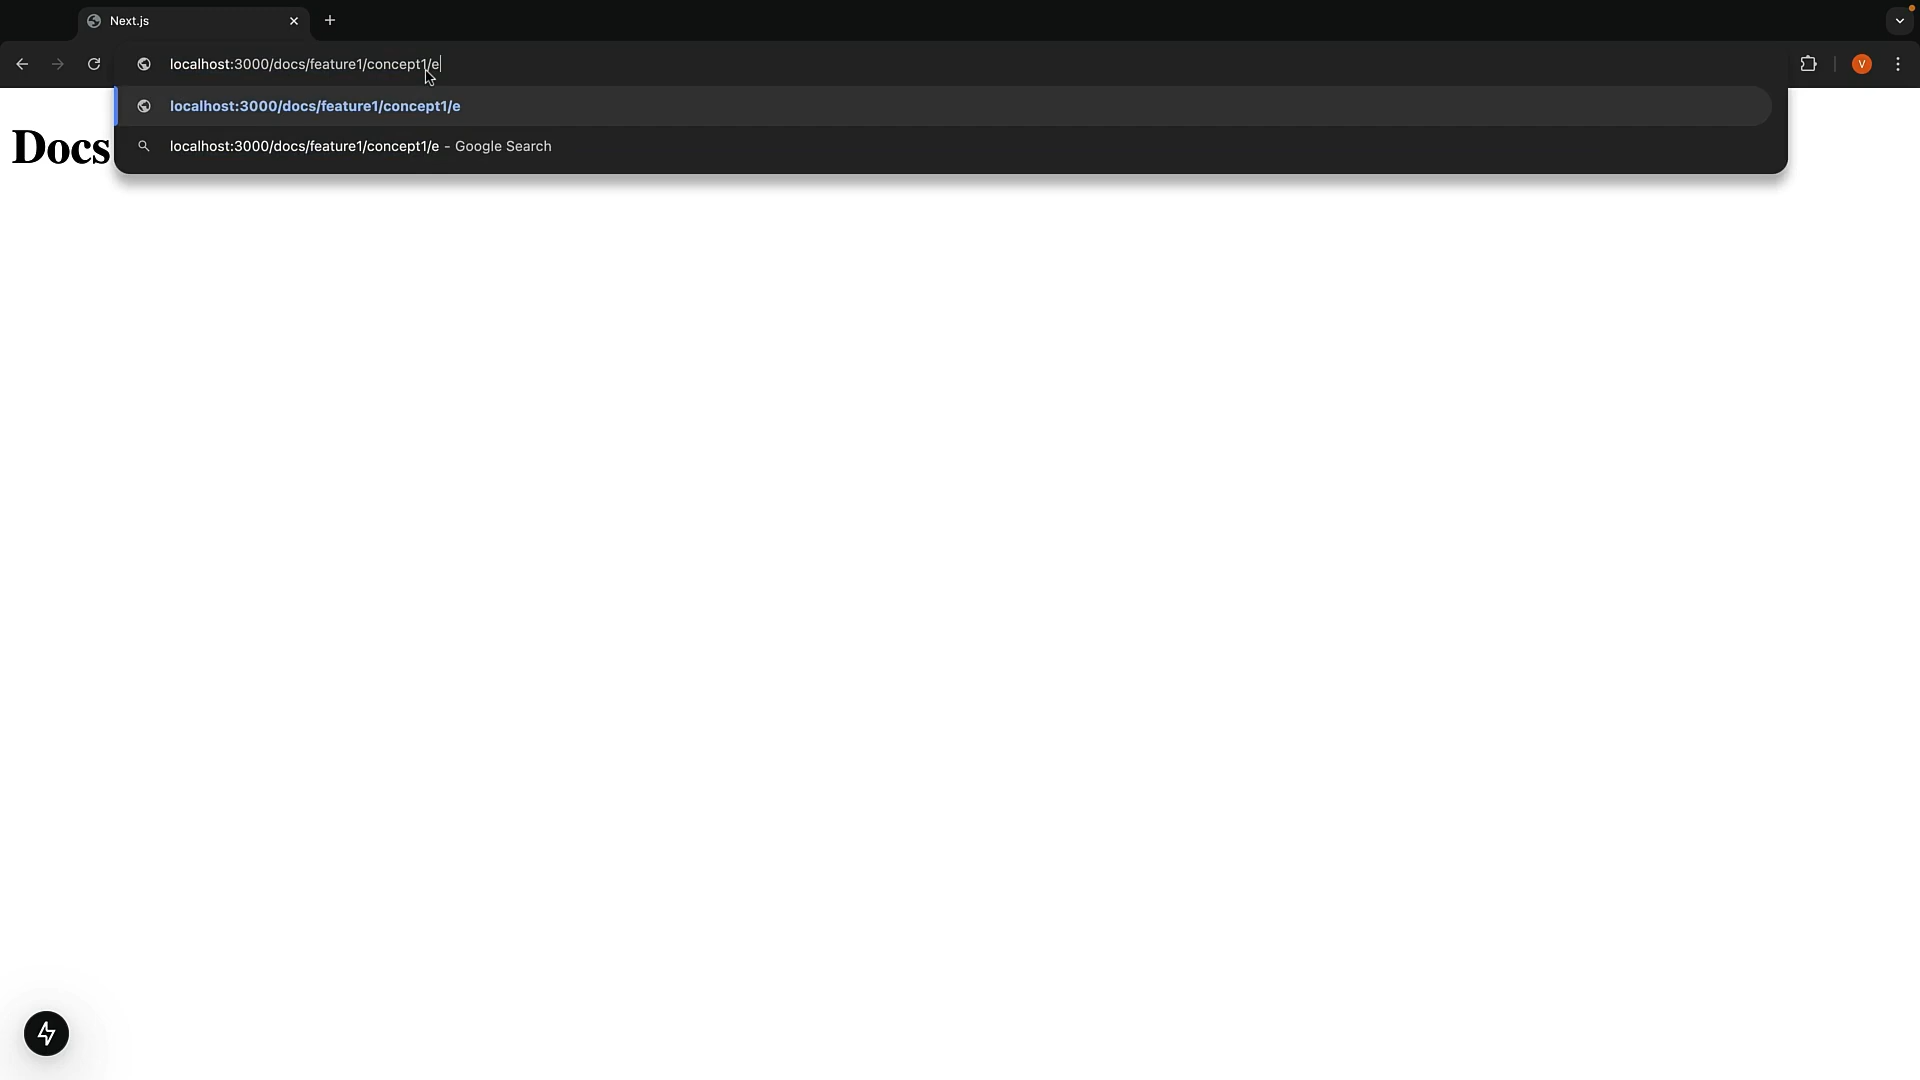 Next.js
localhost:3000/docs/feature1/concept1/e
V
localhost:3000/docs/feature1/concept1/e
localhost:3000/docs/feature1/concept1/e - Google Search
Docs